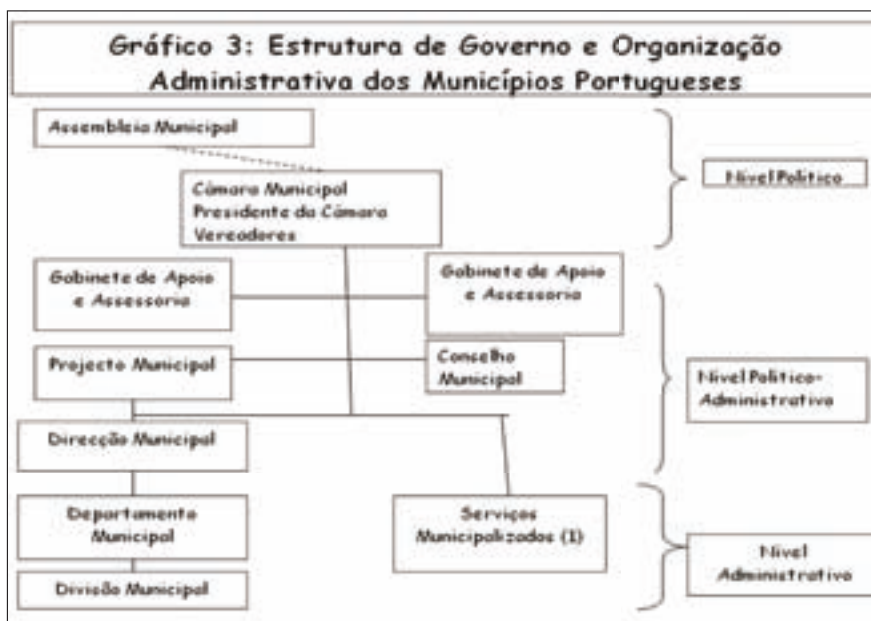 Gráfico 3: Estrutura de Governo e Organização
Administrativa dos Municípios Portugueses
Assembleia Municipal
Nível Político
Câmara Municipal
Presidente da Câmara
Vereadores
Gabinete de Apoio
e Assessoria
Gabinete de Apoio
e Assessoria
Projecto Municipal
Conselho
Municipal
Nível Político-
Administrativo
Direcção Municipal
Departamento
Municipal
Serviços
Municipalizados (1)
Nível
Administrativo
Divisão Municipal